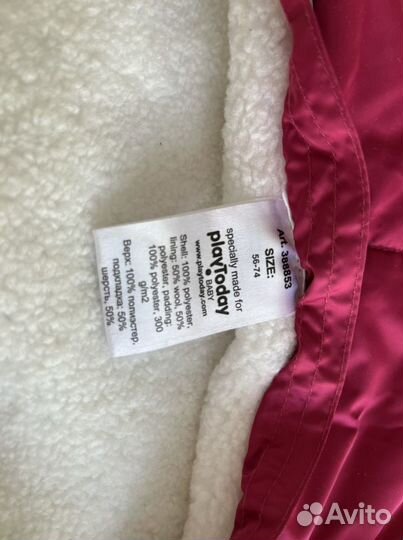 Art. 388853
SIZE:
56-74
specially made for
playToday
BABY
www.playtoday.com
Shell: 100% polyester,
lining: 50% wool, 50%
polyester, padding:
100% polyester, 300
g/m2
Верх: 100% полиэстер,
подкладка: 50%
шерсть, 50%
Avito